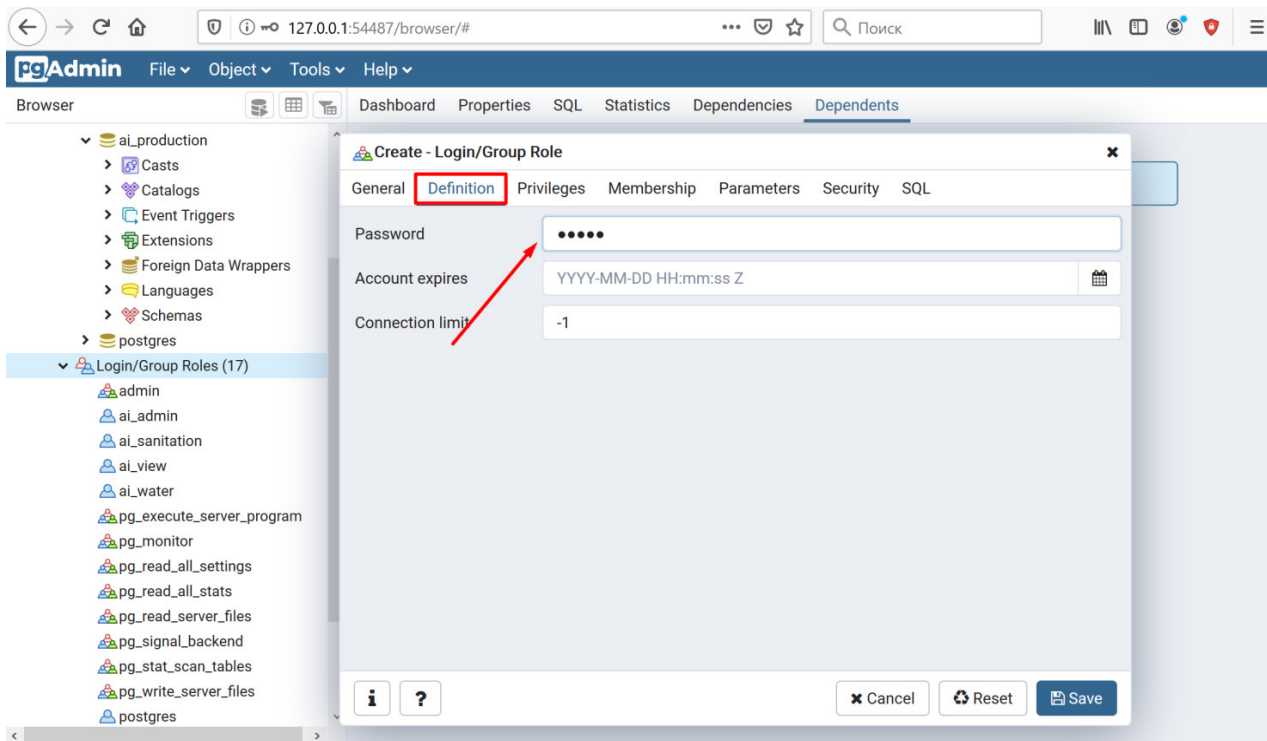 127.0.0.1:54487/browser/#
Поиск
pgAdmin File Object Tools Help
Browser
Dashboard Properties SQL Statistics Dependencies Dependents
ai_production
Casts
Catalogs
Event Triggers
Extensions
Foreign Data Wrappers
Languages
Schemas
postgres
Login/Group Roles (17)
admin
ai_admin
ai_sanitation
ai_view
ai_water
pg_execute_server_program
pg_monitor
pg_read_all_settings
pg_read_all_stats
pg_read_server_files
pg_signal_backend
pg_stat_scan_tables
pg_write_server_files
postgres
Create - Login/Group Role
General Definition Privileges Membership Parameters Security SQL
Password •••••
Account expires YYYY-MM-DD HH:mm:ss Z
Connection limit -1
i ? Cancel Reset Save